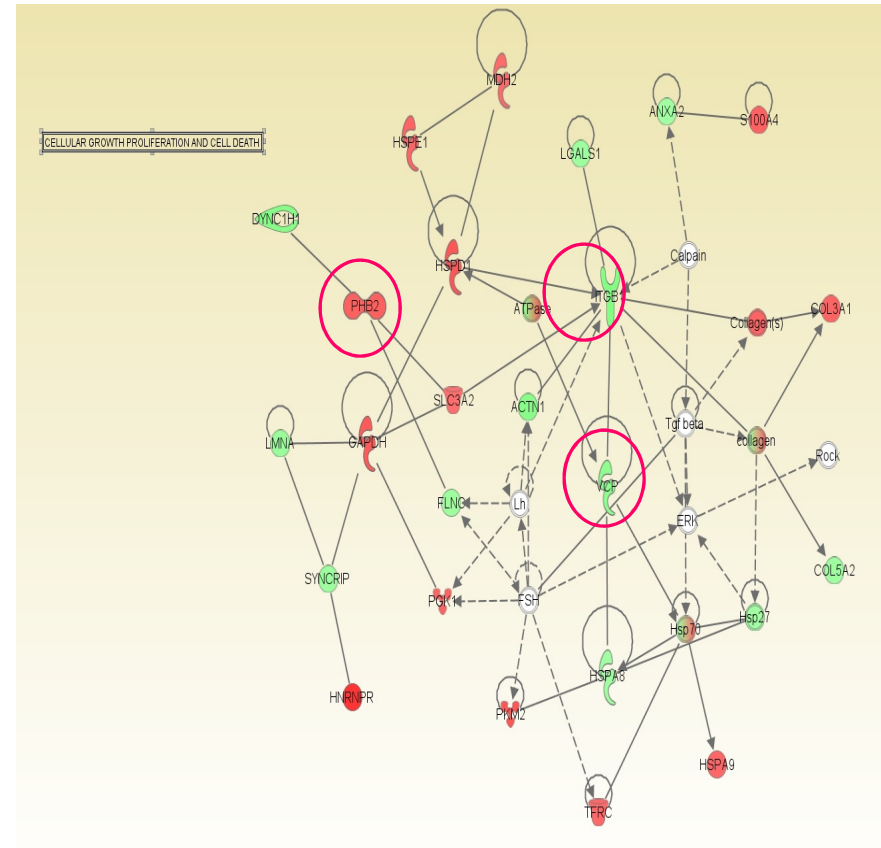 MDH2
ANXA2
S100A4
HSPE1
CELLULAR GROWTH PROLIFERATION AND CELL DEATH
LGALS1
DYNC1H1
Calpain
HSPD1
ITGB1
PHB2
ATPase
COL3A1
Collagen(s)
SLC3A2
ACTN1
Tgf beta
LMNA
GAPDH
collagen
Rock
VCP
FLNC
Lh
ERK
COL5A2
SYNCRIP
PGK1
FSH
Hsp27
Hsp70
HSPA8
HNRNPR
PKM2
HSPA9
TFRC